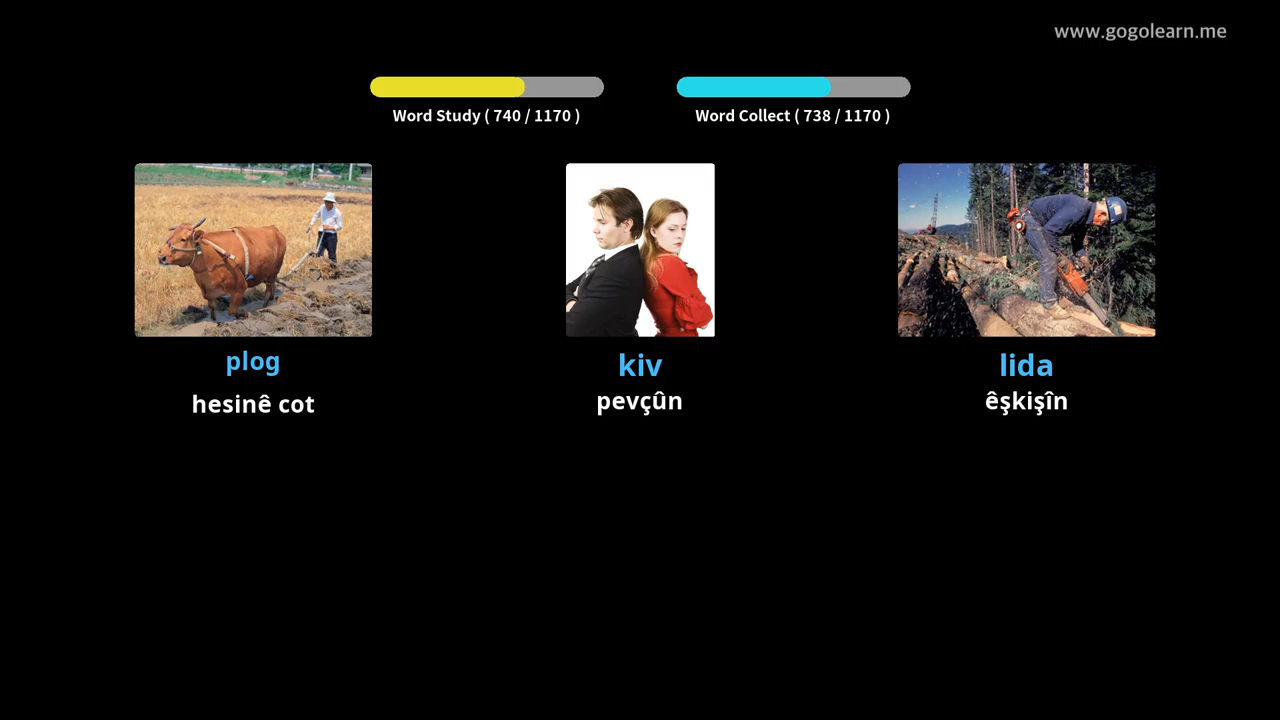 www.gogolearn.me
Word Study ( 740 / 1170 )
Word Collect ( 738 / 1170 )
plog
kiv
lida
hesinê cot
pevçûn
êşkişîn